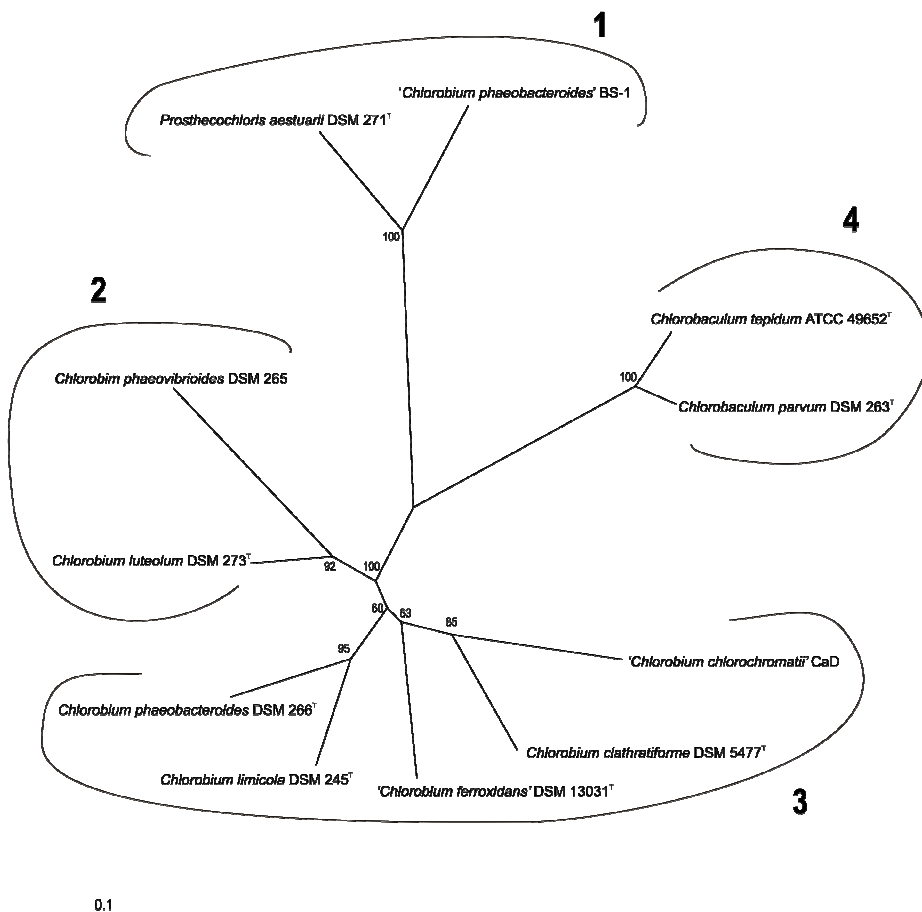 1
'Chlorobium phaeobacteroides' BS-1
Prosthecochloris aestuarii DSM 271ᵀ
100
4
2
Chlorobaculum tepidum ATCC 49652ᵀ
Chlorobim phaeovibrioides DSM 265
100
Chlorobaculum parvum DSM 263ᵀ
Chlorobium luteolum DSM 273ᵀ
92
100
60
63
85
95
'Chlorobium chlorochromatii' CaD
Chlorobium phaeobacteroides DSM 266ᵀ
Chlorobium clathratiforme DSM 5477ᵀ
Chlorobium limicola DSM 245ᵀ
'Chlorobium ferroxidans' DSM 13031ᵀ
3
0.1